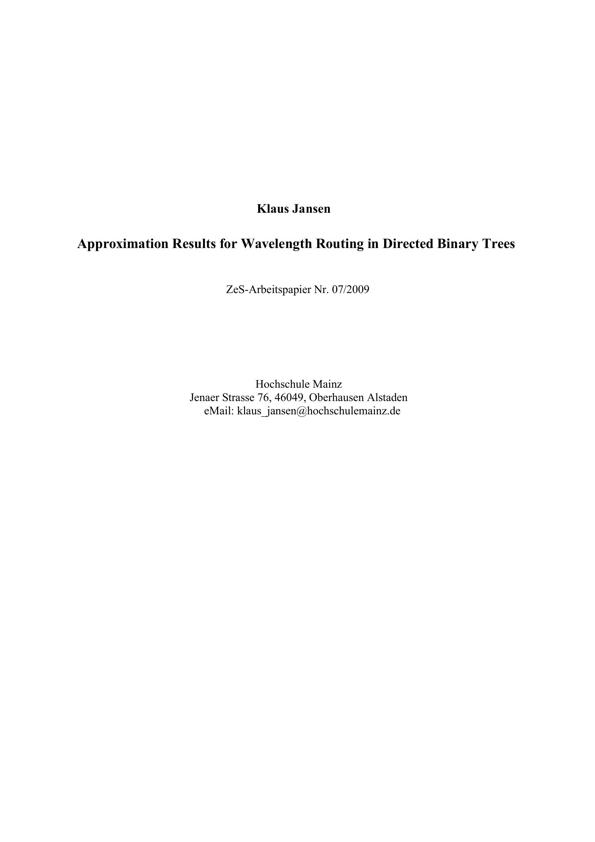 Klaus Jansen
Approximation Results for Wavelength Routing in Directed Binary Trees
ZeS-Arbeitspapier Nr. 07/2009
Hochschule Mainz
Jenaer Strasse 76, 46049, Oberhausen Alstaden
eMail: klaus_jansen@hochschulemainz.de